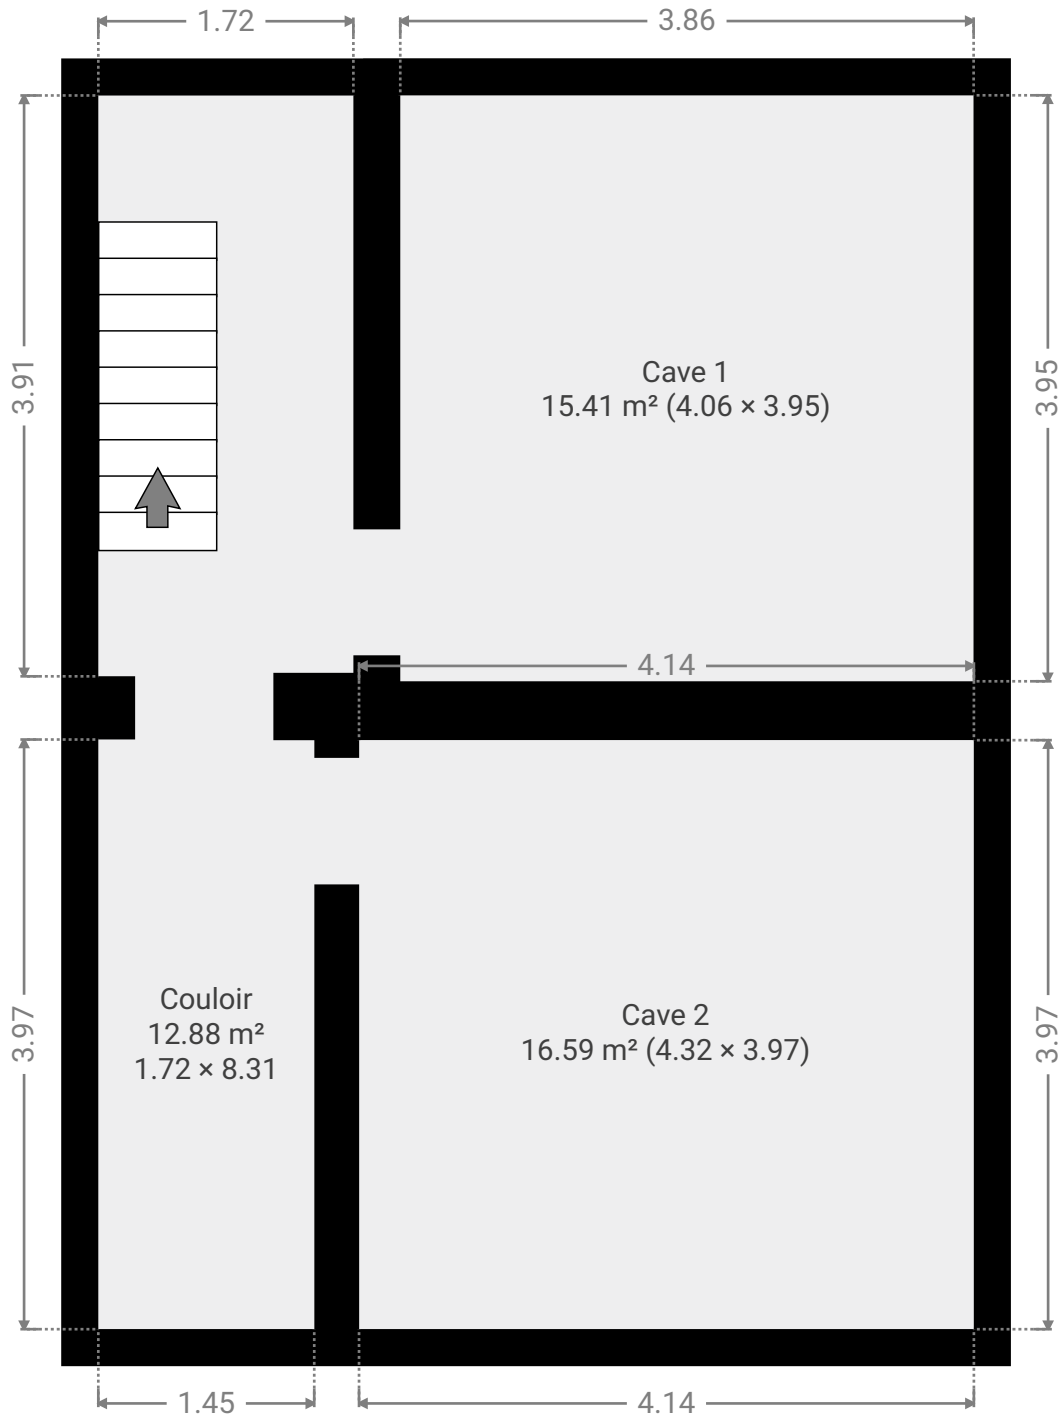 1.72
3.86
3.91
3.95
Cave 1
15.41 m² (4.06 × 3.95)
4.14
Couloir
12.88 m²
1.72 × 8.31
Cave 2
16.59 m² (4.32 × 3.97)
3.97
3.97
1.45
4.14